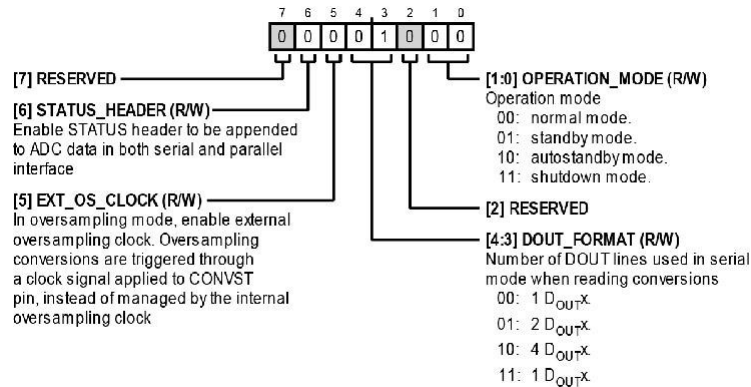 7 6 5 4 3 2 1 0
0 0 0 0 1 0 0 0
[7] RESERVED
[6] STATUS_HEADER (R/W)
Enable STATUS header to be appended
to ADC data in both serial and parallel
interface
[5] EXT_OS_CLOCK (R/W)
In oversampling mode, enable external
oversampling clock. Oversampling
conversions are triggered through
a clock signal applied to CONVST
pin, instead of managed by the internal
oversampling clock
[1:0] OPERATION_MODE (R/W)
Operation mode
00: normal mode.
01: standby mode.
10: autostandby mode.
11: shutdown mode.
[2] RESERVED
[4:3] DOUT_FORMAT (R/W)
Number of DOUT lines used in serial
mode when reading conversions
00: 1 DOUTx.
01: 2 DOUTx.
10: 4 DOUTx.
11: 1 DOUTx.